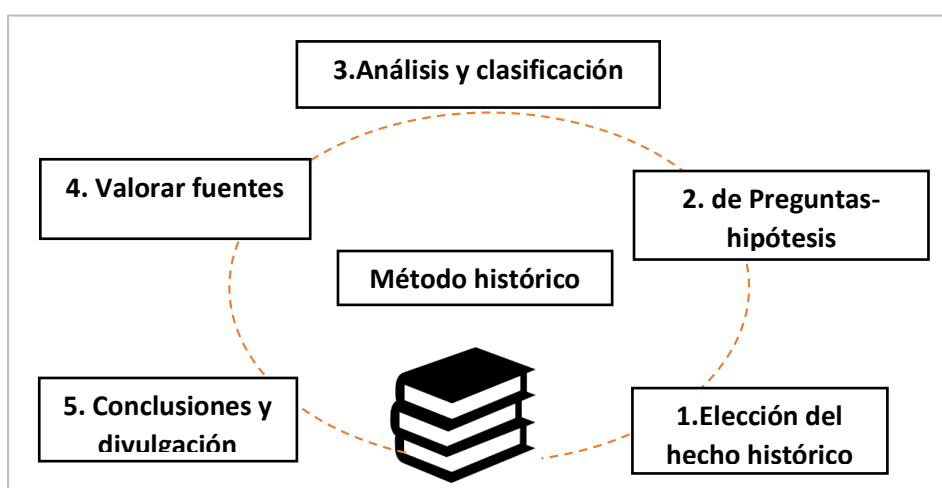 3.Análisis y clasificación
4. Valorar fuentes
2. de Preguntas-
hipótesis
Método histórico
5. Conclusiones y
divulgación
1.Elección del
hecho histórico